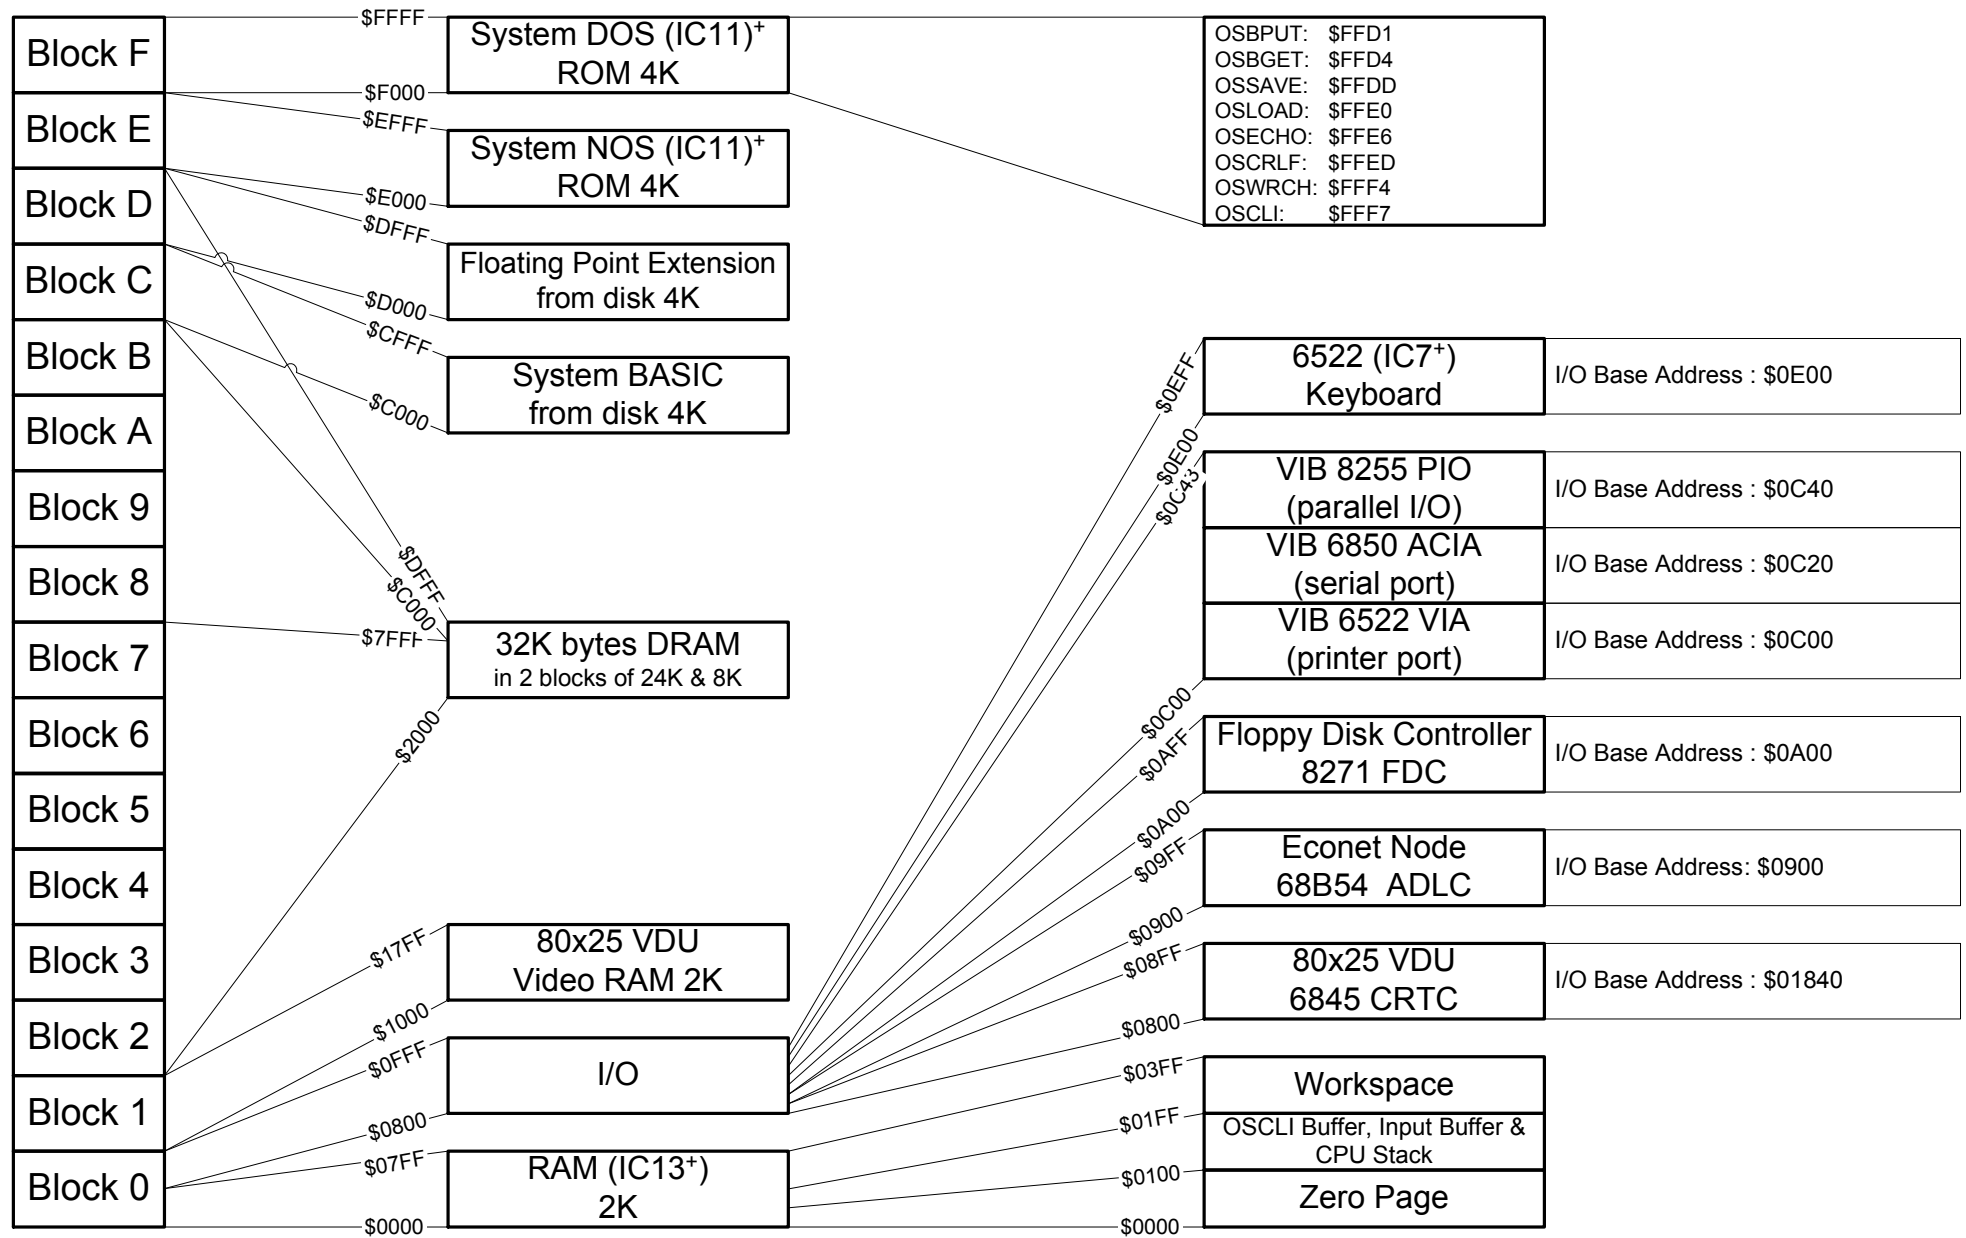 Block F
Block E
Block D
Block C
Block B
Block A
Block 9
Block 8
Block 7
Block 6
Block 5
Block 4
Block 3
Block 2
Block 1
Block 0
$FFFF
$F000
$EFFF
$E000
$DFFF
$D000
$CFFF
$C000
$DFFF
$C000
$7FFF
$2000
$17FF
$1000
$0FFF
$0800
$07FF
$0000
System DOS (IC11)+
ROM 4K
System NOS (IC11)+
ROM 4K
Floating Point Extension
from disk 4K
System BASIC
from disk 4K
32K bytes DRAM
in 2 blocks of 24K & 8K
80x25 VDU
Video RAM 2K
I/O
RAM (IC13+)
2K
OSBPUT: $FFD1
OSBGET: $FFD4
OSSAVE: $FFDD
OSLOAD: $FFE0
OSECHO: $FFE6
OSCRLF: $FFED
OSWRCH: $FFF4
OSCLI: $FFF7
$0EFF
$0E00
$0C43
$0C00
$0AFF
$0A00
$09FF
$0900
$08FF
$0800
$03FF
$01FF
$0100
$0000
6522 (IC7+)
Keyboard
I/O Base Address : $0E00
VIB 8255 PIO
(parallel I/O)
I/O Base Address : $0C40
VIB 6850 ACIA
(serial port)
I/O Base Address : $0C20
VIB 6522 VIA
(printer port)
I/O Base Address : $0C00
Floppy Disk Controller
8271 FDC
I/O Base Address : $0A00
Econet Node
68B54 ADLC
I/O Base Address: $0900
80x25 VDU
6845 CRTC
I/O Base Address : $01840
Workspace
OSCLI Buffer, Input Buffer &
CPU Stack
Zero Page